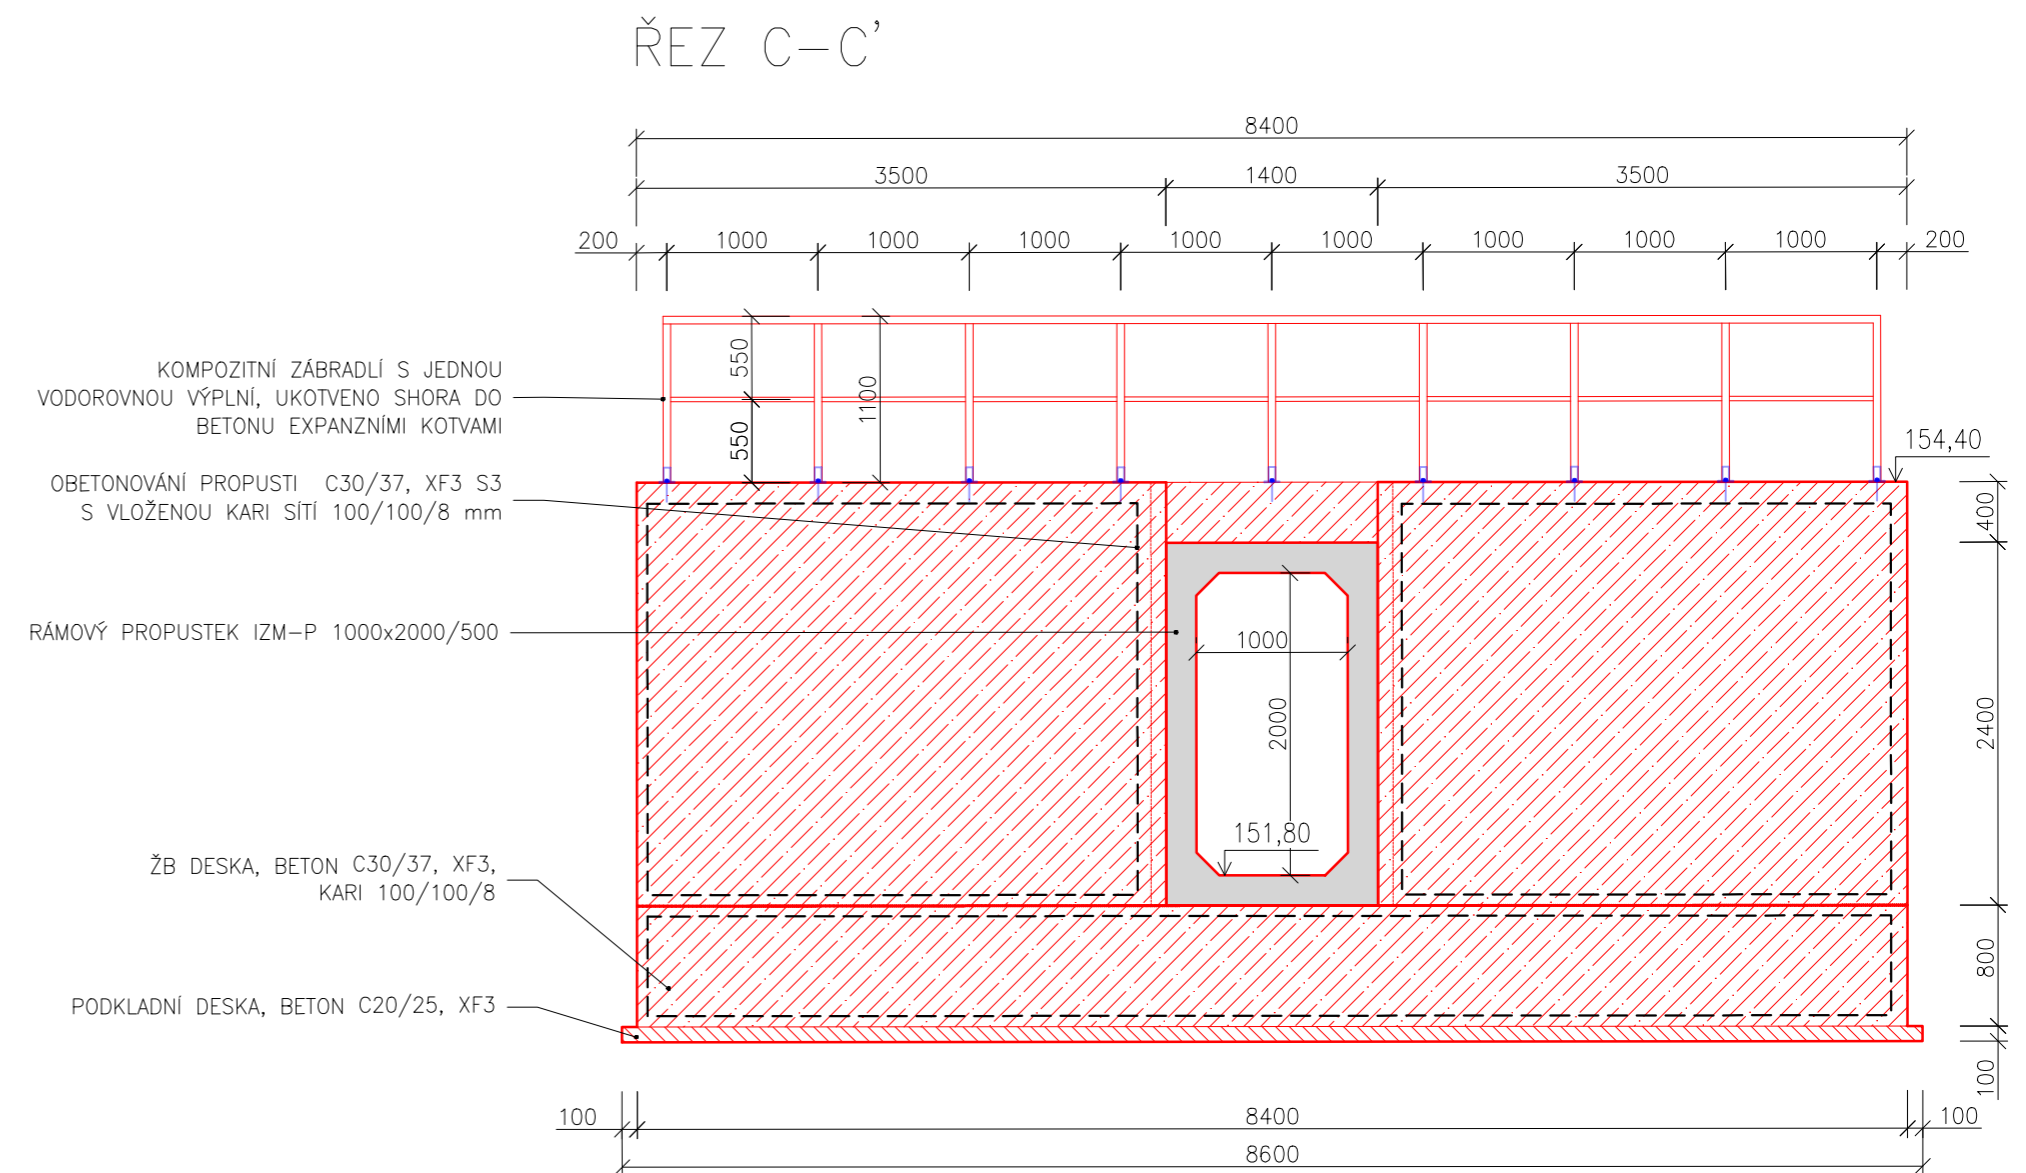 ŘEZ C–C’
8400
3500 1400 3500
200 1000 1000 1000 1000 1000 1000 1000 1000 200
KOMPOZITNÍ ZÁBRADLÍ S JEDNOU
VODOROVNOU VÝPLNÍ, UKOTVENO SHORA DO
BETONU EXPANZNÍMI KOTVAMI
550
550
1100
154,40
OBETONOVÁNÍ PROPUSTI C30/37, XF3 S3
S VLOŽENOU KARI SÍTÍ 100/100/8 mm
400
RÁMOVÝ PROPUSTEK IZM–P 1000x2000/500
1000
2000
2400
151,80
ŽB DESKA, BETON C30/37, XF3,
KARI 100/100/8
800
PODKLADNÍ DESKA, BETON C20/25, XF3
100
100 8400 100
8600